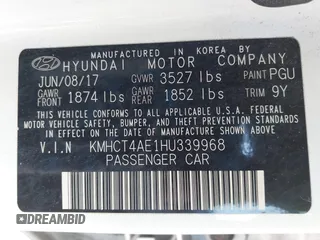 MANUFACTURED IN KOREA BY
HYUNDAI MOTOR COMPANY
JUN/08/17 GVWR 3527 lbs PAINT PGU
GAWR FRONT 1874 lbs GAWR REAR 1852 lbs TRIM 9Y
THIS VEHICLE CONFORMS TO ALL APPLICABLE U.S.
FEDERAL MOTOR VEHICLE SAFETY, BUMPER, AND
THEFT PREVENTION STANDARDS IN EFFECT ON THE
DATE OF MANUFACTURE SHOWN ABOVE.
V.I.N KMHCT4AE1HU339968
PASSENGER CAR
DREAMBID